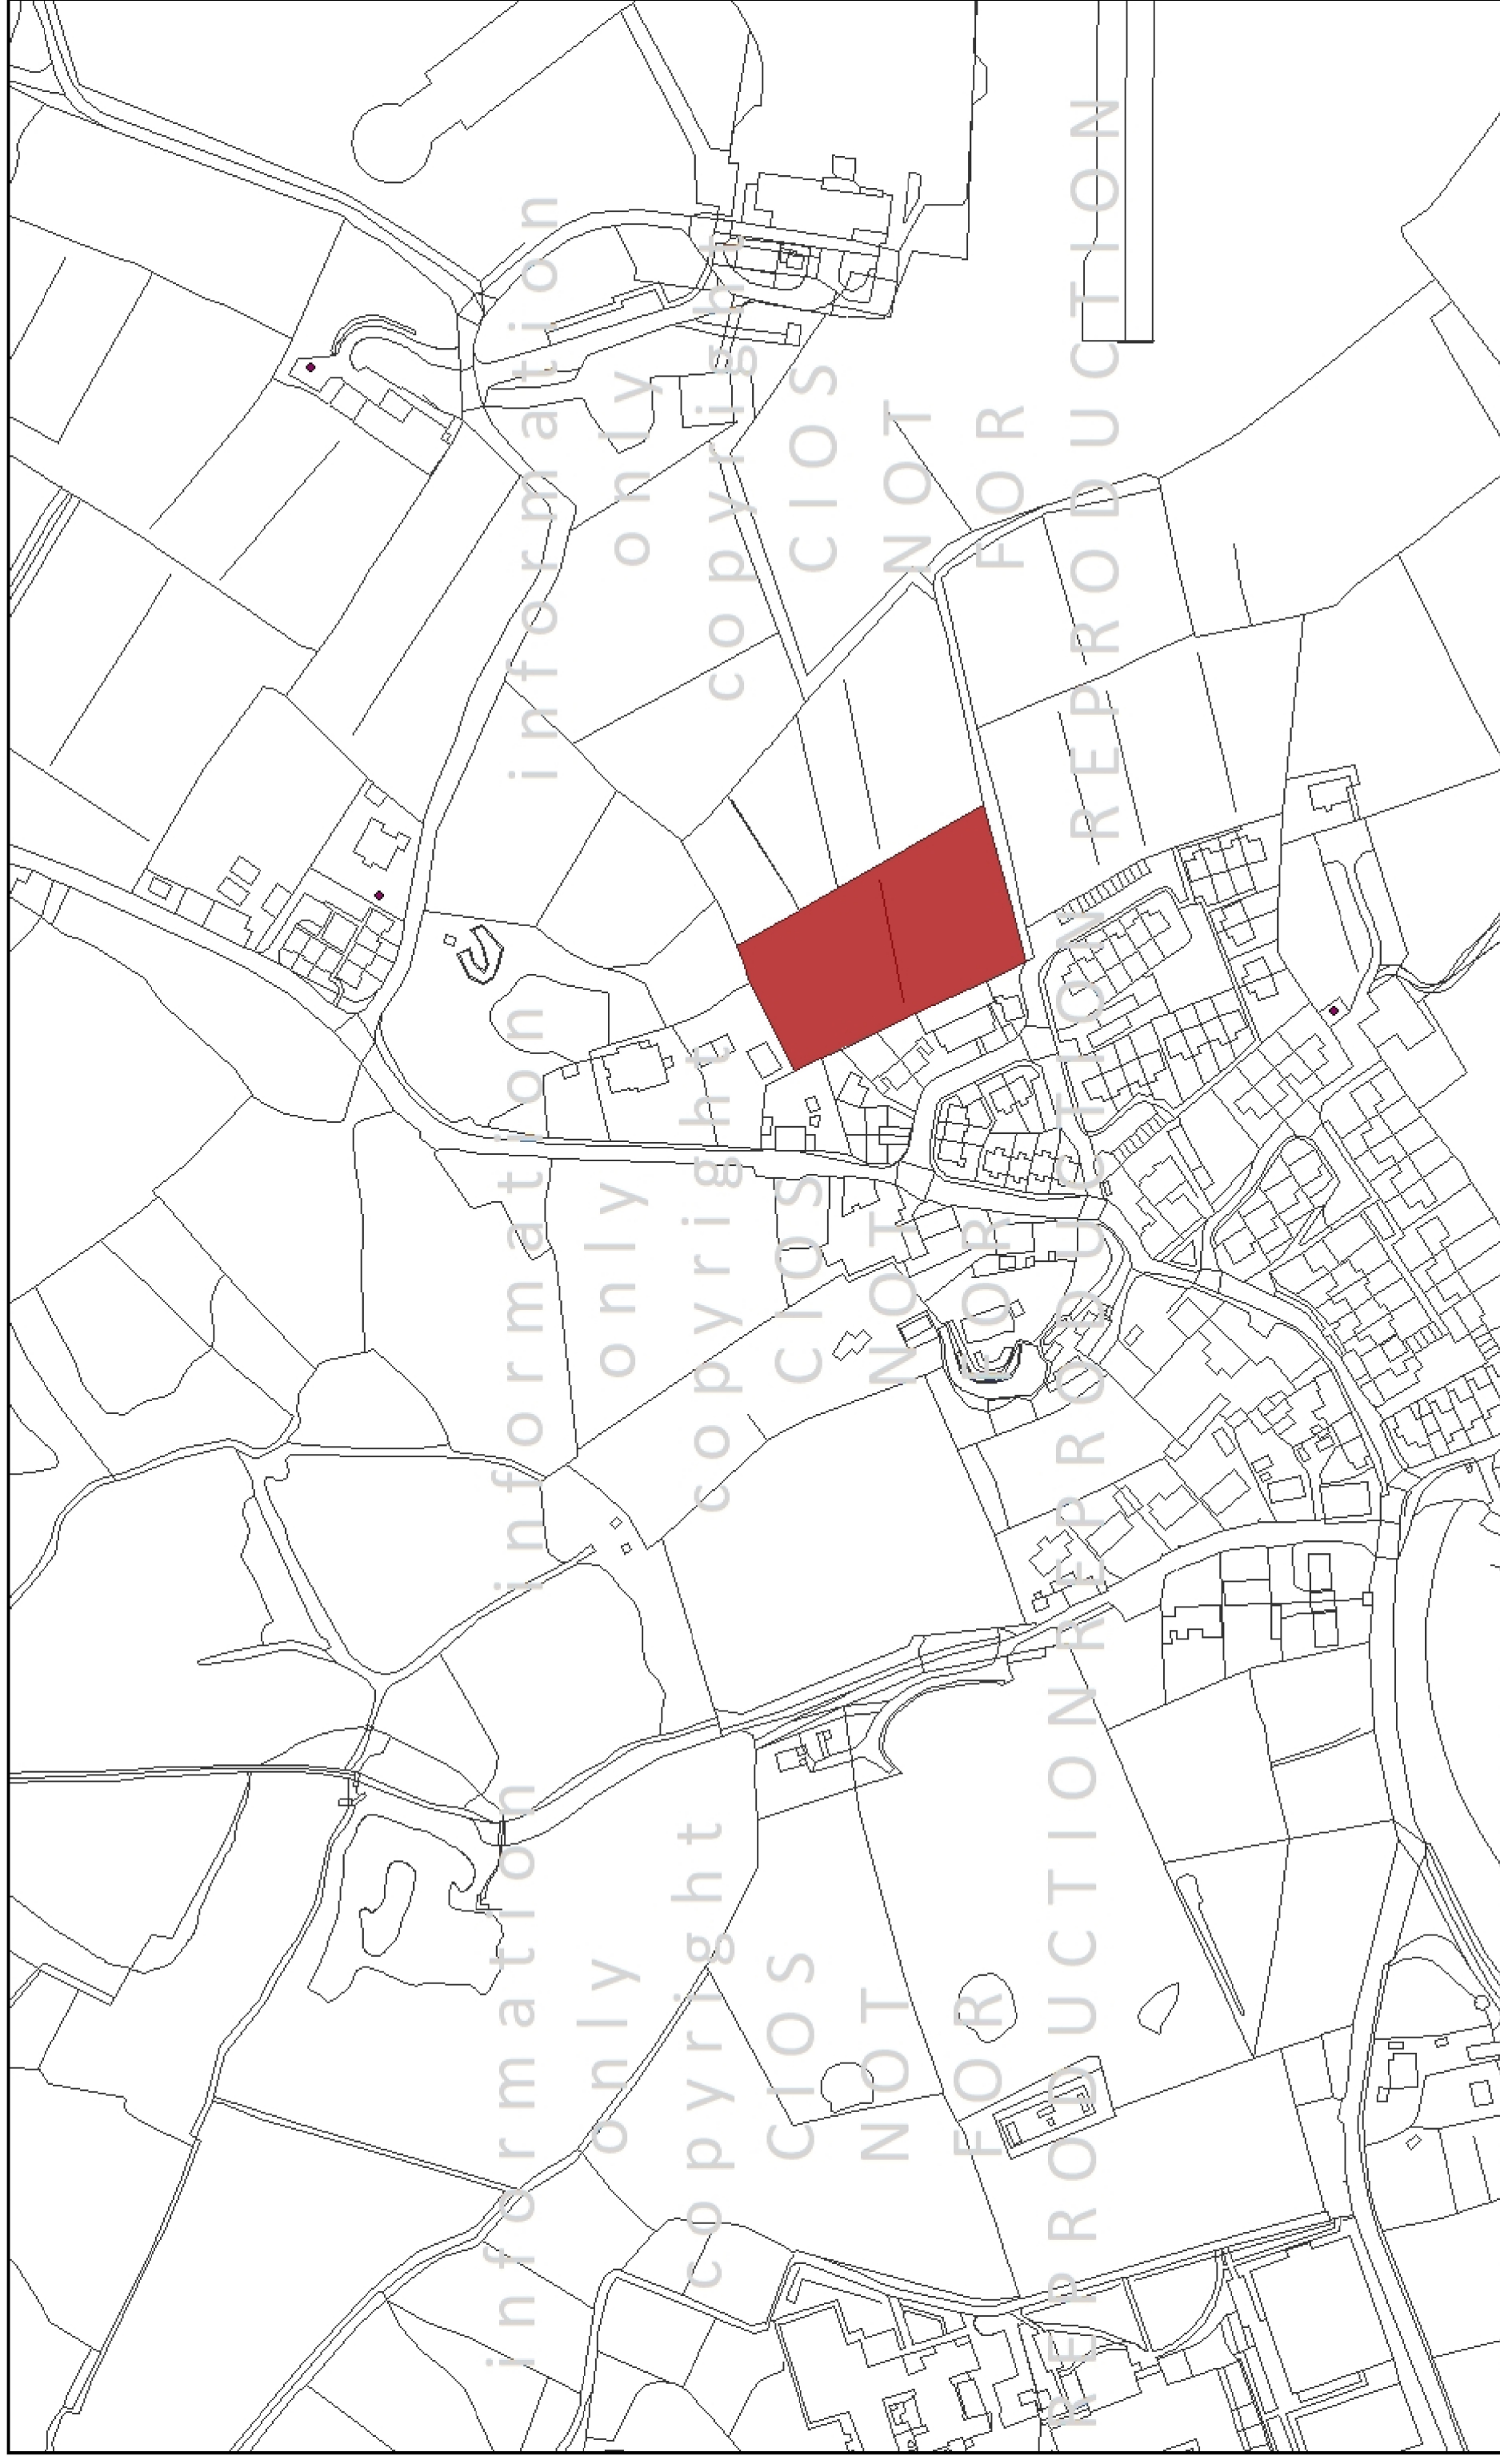 information
only
copyright
CIOS
NOT
FOR
REPRODUCTION
information
only
copyright
CIOS
NOT
FOR
REPRODUCTION
information
only
copyright
CIOS
NOT
FOR
REPRODUCTION